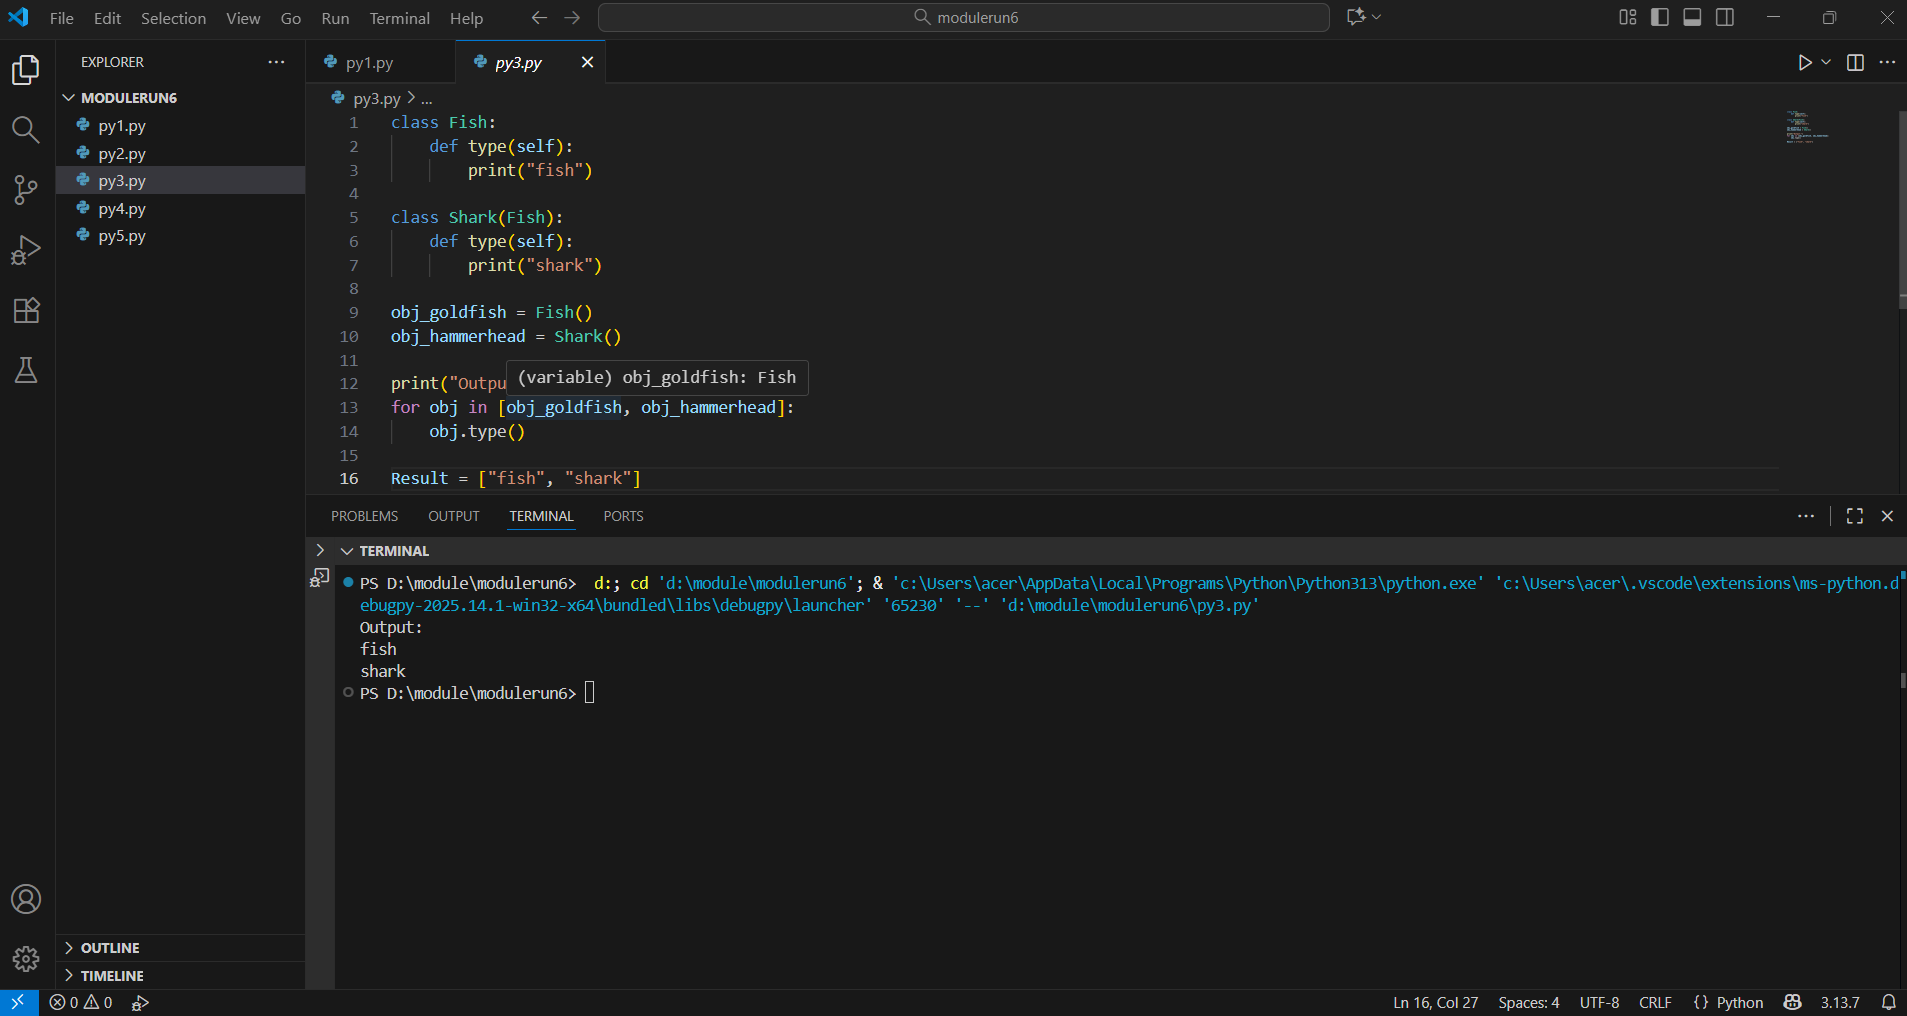 File Edit Selection View Go Run Terminal Help
modulerun6
EXPLORER
MODULERUN6
py1.py
py2.py
py3.py
py4.py
py5.py
OUTLINE
TIMELINE
py1.py py3.py
py3.py > ...
1 class Fish:
2 def type(self):
3 print("fish")
4
5 class Shark(Fish):
6 def type(self):
7 print("shark")
8
9 obj_goldfish = Fish()
10 obj_hammerhead = Shark()
11
(variable) obj_goldfish: Fish
12 print("Outpu
13 for obj in [obj_goldfish, obj_hammerhead]:
14 obj.type()
15
16 Result = ["fish", "shark"]
PROBLEMS OUTPUT TERMINAL PORTS
TERMINAL
PS D:\module\modulerun6> d:; cd 'd:\module\modulerun6'; & 'c:\Users\acer\AppData\Local\Programs\Python\Python313\python.exe' 'c:\Users\acer\.vscode\extensions\ms-python.d
ebugpy-2025.14.1-win32-x64\bundled\libs\debugpy\launcher' '65230' '--' 'd:\module\modulerun6\py3.py'
Output:
fish
shark
PS D:\module\modulerun6>
0 0 Ln 16, Col 27 Spaces: 4 UTF-8 CRLF {} Python 3.13.7